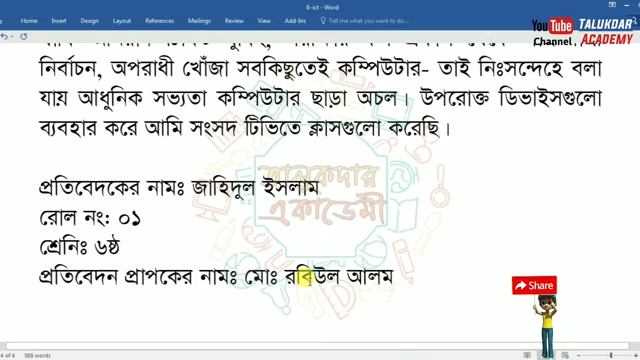 6-ict - Word
Home Insert Design Layout References Mailings Review View Add-Ins Tell me what you want to do...
YouTube Channel TALUKDAR ACADEMY
নির্বাচন, অপরাধী খোঁজা সবকিছুতেই কম্পিউটার- তাই নিঃসন্দেহে বলা
যায় আধুনিক সভ্যতা কম্পিউটার ছাড়া অচল। উপরোক্ত ডিভাইসগুলো
ব্যবহার করে আমি সংসদ টিভিতে ক্লাসগুলো করেছি।
তালুকদার
একাডেমী
প্রতিবেদকের নামঃ জাহিদুল ইসলাম
রোল নং: ০১
শ্রেনিঃ ৬ষ্ঠ
প্রতিবেদন প্রাপকের নামঃ মোঃ রবিউল আলম
Share
4 of 4 588 words